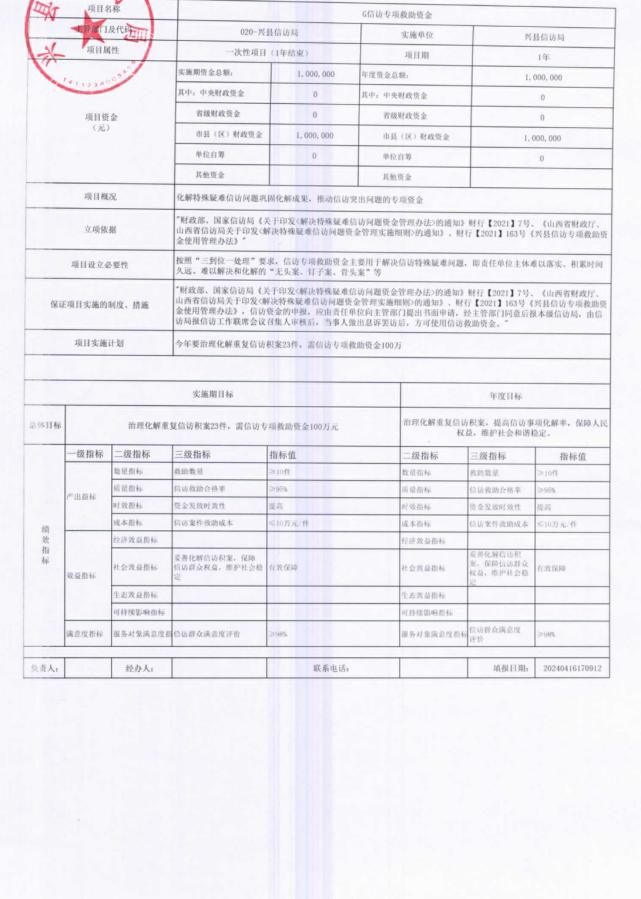 项目名称 G信访专项救助资金
主管部门及代码 020-兴县信访局 实施单位 兴县信访局
项目属性 一次性项目（1年结束） 项目期 1年
项目资金
（元）
实施期资金总额： 1,000,000 年度资金总额： 1,000,000
其中：中央财政资金 0 其中：中央财政资金 0
省级财政资金 0 省级财政资金 0
市县（区）财政资金 1,000,000 市县（区）财政资金 1,000,000
单位自筹 0 单位自筹 0
其他资金 其他资金
项目概况 化解特殊疑难信访问题巩固化解成果，推动信访突出问题的专项资金
立项依据
"财政部、国家信访局《关于印发<解决特殊疑难信访问题资金管理办法>的通知》财行【2021】7号、《山西省财政厅、
山西省信访局关于印发<解决特殊疑难信访问题资金管理实施细则>的通知》、财行【2021】163号《兴县信访专项救助资
金使用管理办法》"
项目设立必要性
按照“三到位一处理”要求，信访专项救助资金主要用于解决信访特殊疑难问题，即责任单位主体难以落实、积累时间
久远、难以解决和化解的“无头案、钉子案、骨头案”等
保证项目实施的制度、措施
"财政部、国家信访局《关于印发<解决特殊疑难信访问题资金管理办法>的通知》财行【2021】7号、《山西省财政厅、
山西省信访局关于印发<解决特殊疑难信访问题资金管理实施细则>的通知》、财行【2021】163号《兴县信访专项救助资
金使用管理办法》，信访资金的申报，应由责任单位向主管部门提出书面申请，经主管部门同意后报本级信访局，由信
访局报信访工作联席会议召集人审核后，当事人做出息诉罢访后，方可使用信访救助资金。"
项目实施计划 今年要治理化解重复信访积案23件，需信访专项救助资金100万
实施期目标 年度目标
总体目标 治理化解重复信访积案23件，需信访专项救助资金100万元
治理化解重复信访积案，提高信访事项化解率，保障人民
权益，维护社会和谐稳定。
绩效指标
一级指标 二级指标 三级指标 指标值 二级指标 三级指标 指标值
产出指标
数量指标 救助数量 ≥10件 数量指标 救助数量 ≥10件
质量指标 信访救助合格率 ≥95% 质量指标 信访救助合格率 ≥95%
时效指标 资金发放时效性 提高 时效指标 资金发放时效性 提高
成本指标 信访案件救助成本 ≤10万元/件 成本指标 信访案件救助成本 ≤10万元/件
效益指标
经济效益指标 经济效益指标
社会效益指标 妥善化解信访积案，保障
信访群众权益，维护社会稳
定 有效保障
社会效益指标 妥善化解信访积
案，保障信访群众
权益，维护社会稳
定 有效保障
生态效益指标 生态效益指标
可持续影响指标 可持续影响指标
满意度指标 服务对象满意度指 信访群众满意度评价 ≥98% 服务对象满意度指标 信访群众满意度
评价 ≥98%
负责人： 经办人： 联系电话： 填报日期： 20240416170912